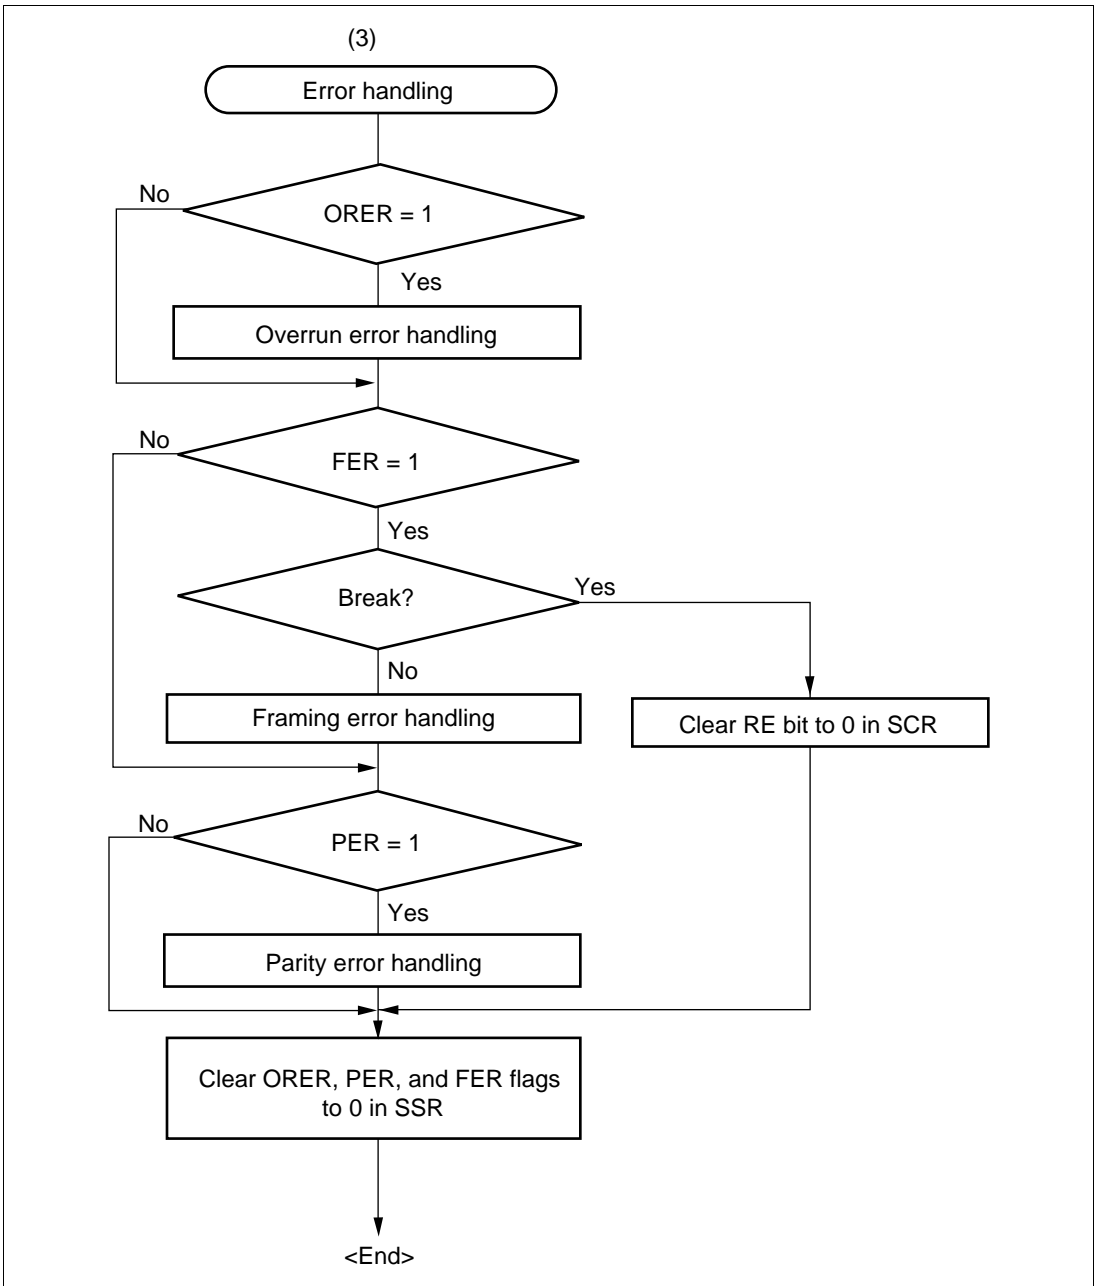 (3)
Error handling
No
ORER = 1
Yes
Overrun error handling
No
FER = 1
Yes
Break?
Yes
No
Framing error handling
Clear RE bit to 0 in SCR
No
PER = 1
Yes
Parity error handling
Clear ORER, PER, and FER flags
to 0 in SSR
<End>